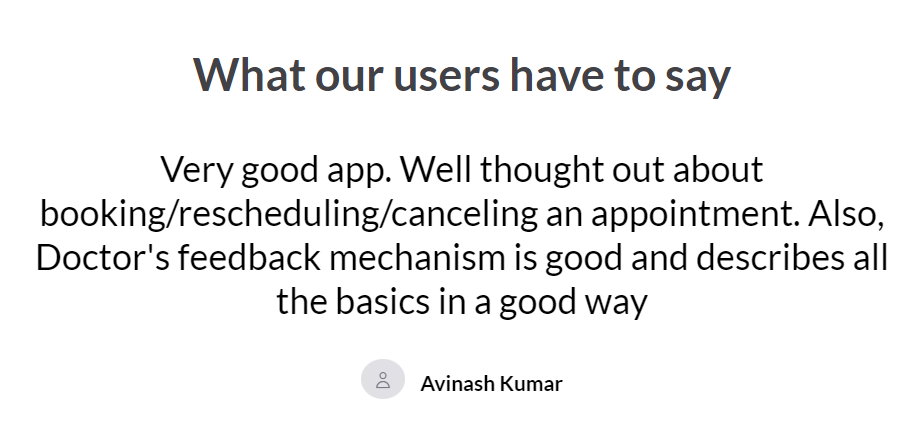 What our users have to say
Very good app. Well thought out about
booking/rescheduling/canceling an appointment. Also,
Doctor's feedback mechanism is good and describes all
the basics in a good way
Avinash Kumar